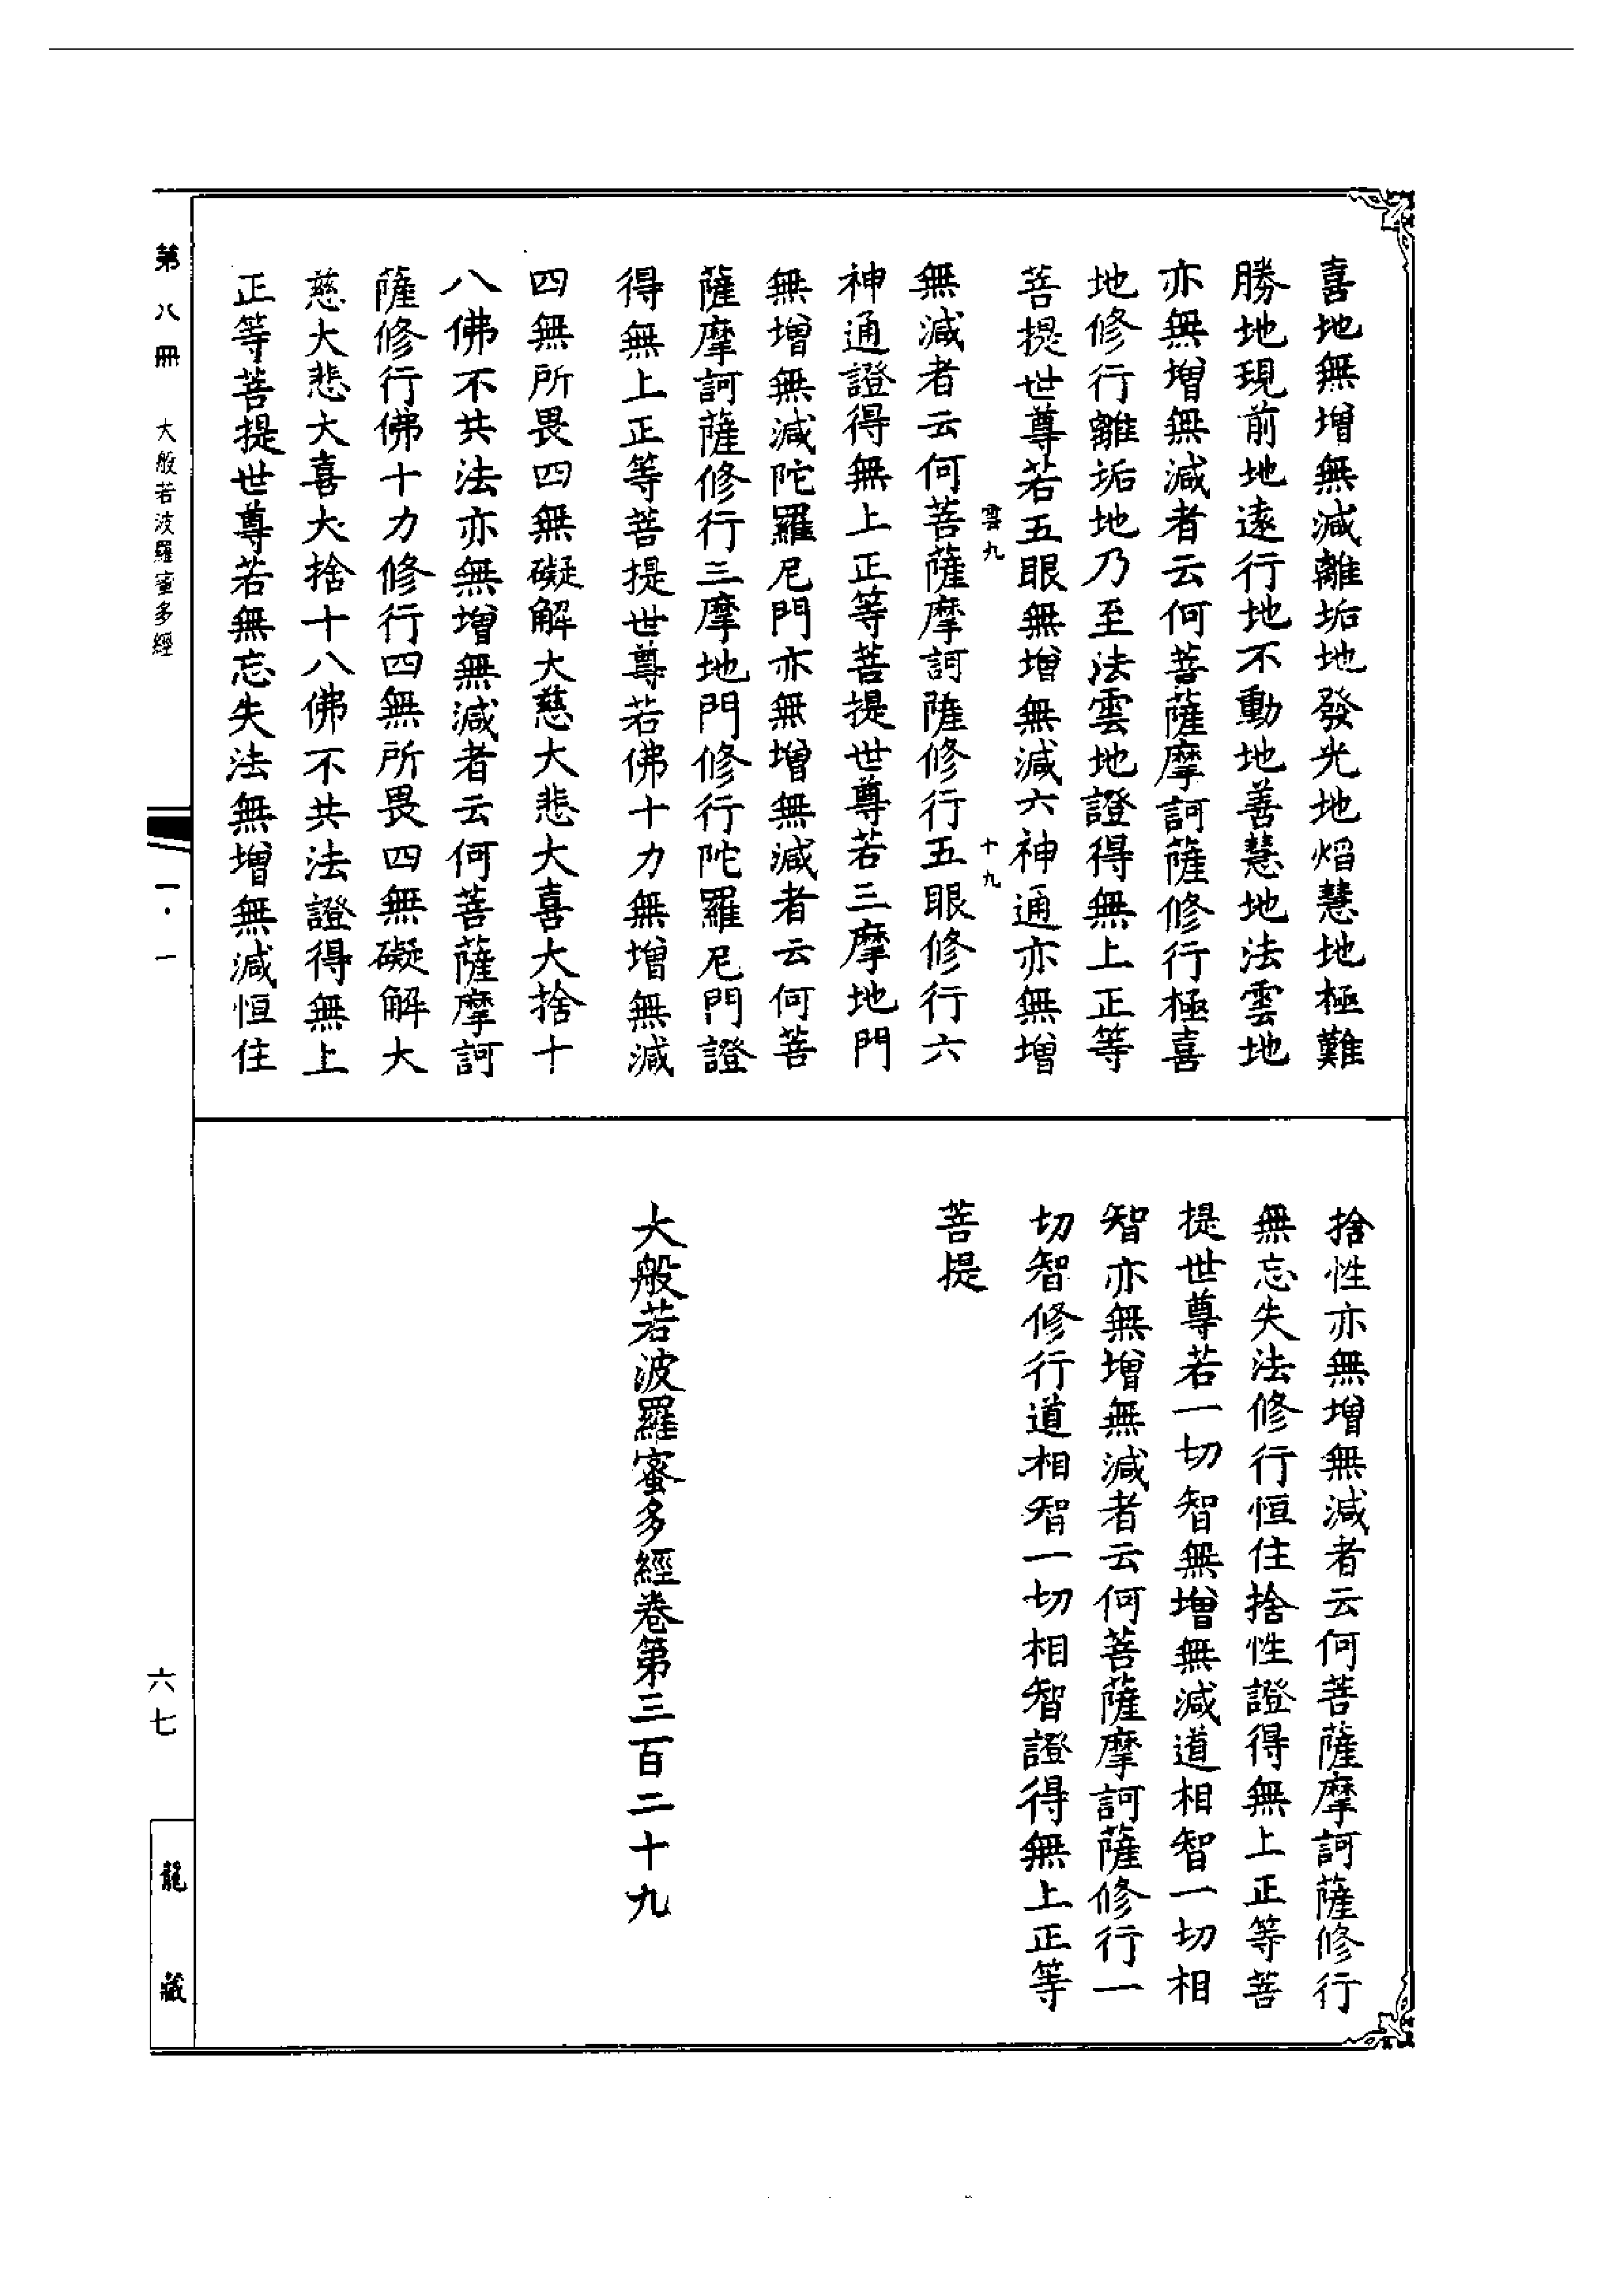 喜地無增無減離垢地發光地焰慧地極難
勝地現前地遠行地不動地善慧地法雲地
亦無增無減者云何菩薩摩訶薩修行極喜
地修行離垢地乃至法雲地證得無上正等
菩提世尊若五眼無增無減六神通亦無增
雲九 十九
無減者云何菩薩摩訶薩修行五眼修行六
神通證得無上正等菩提世尊若三摩地門
無增無減陀羅尼門亦無增無減者云何菩
薩摩訶薩修行三摩地門修行陀羅尼門證
得無上正等菩提世尊若佛十力無增無減
四無所畏四無礙解大慈大悲大喜大捨十
八佛不共法亦無增無減者云何菩薩摩訶
薩修行佛十力修行四無所畏四無礙解大
慈大悲大喜大捨十八佛不共法證得無上
正等菩提世尊若無忘失法無增無減恒住
捨性亦無增無減者云何菩薩摩訶薩修行
無忘失法修行恒住捨性證得無上正等菩
提世尊若一切智無增無減道相智一切相
智亦無增無減者云何菩薩摩訶薩修行一
切智修行道相智一切相智證得無上正等
菩提
大般若波羅蜜多經卷第三百二十九
第八冊 大般若波羅蜜多經 一·一 六七 龍藏